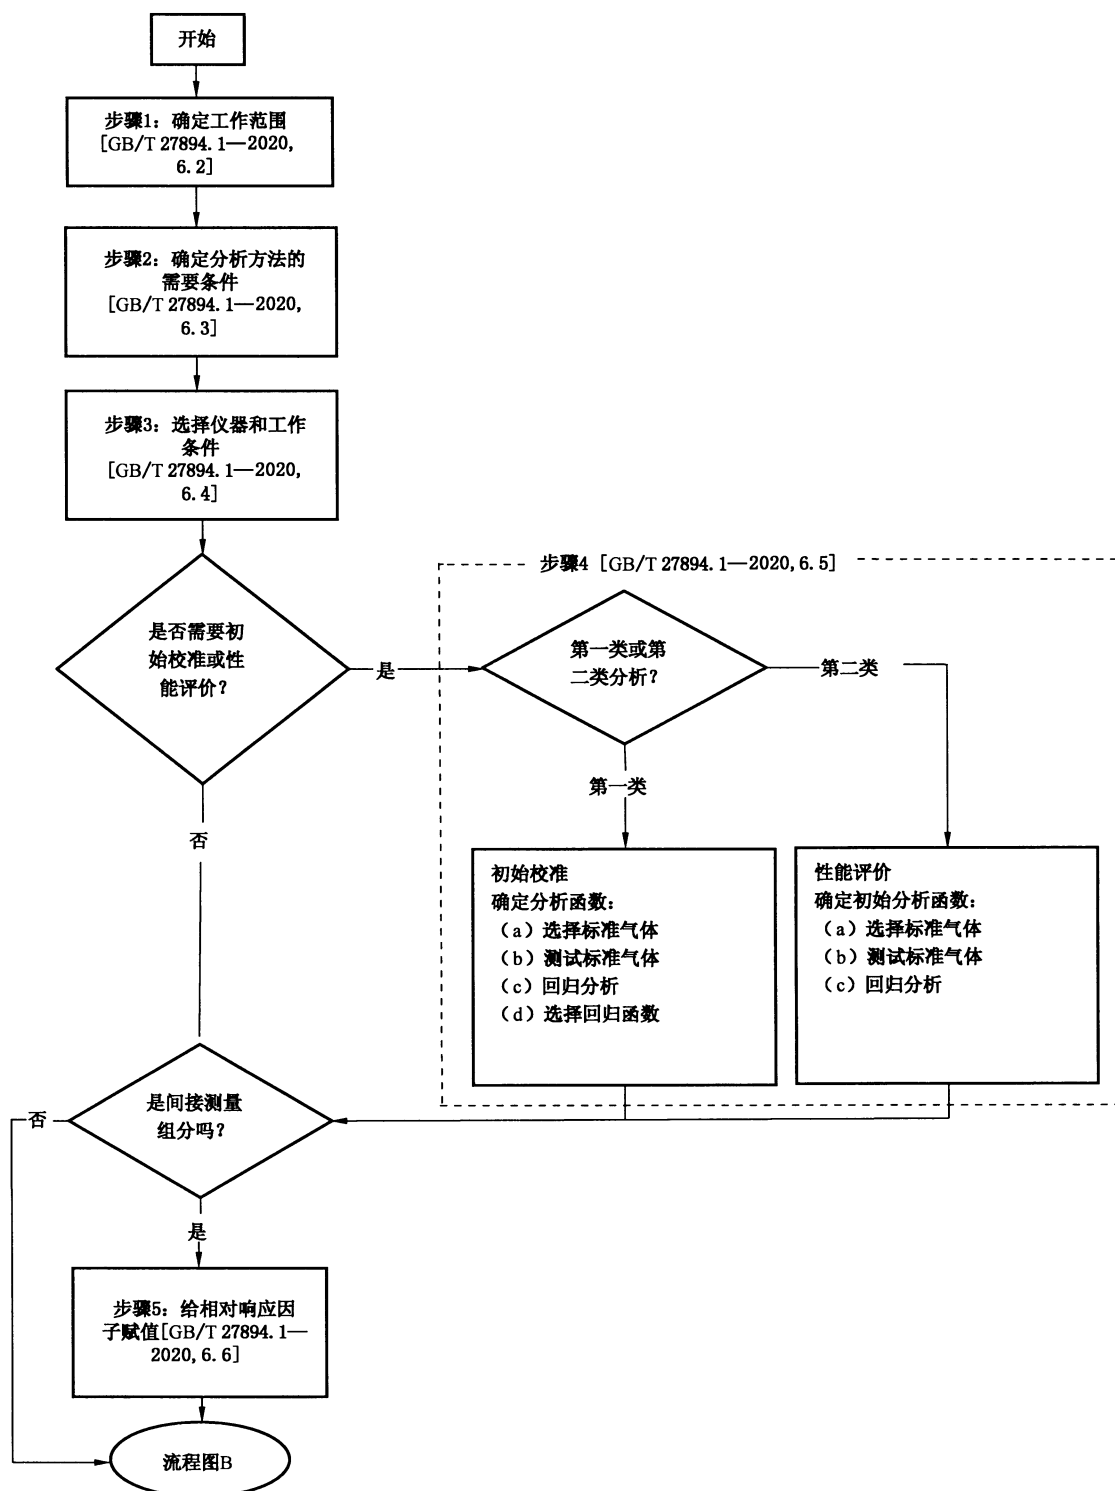 开始
步骤1：确定工作范围
[GB/T 27894.1—2020,
6.2]
步骤2：确定分析方法的
需要条件
[GB/T 27894.1—2020,
6.3]
步骤3：选择仪器和工作
条件
[GB/T 27894.1—2020,
6.4]
步骤4 [GB/T 27894.1—2020,6.5]
是否需要初
始校准或性
能评价？
是
第一类或第
二类分析？
第二类
第一类
否
初始校准
确定分析函数：
（a）选择标准气体
（b）测试标准气体
（c）回归分析
（d）选择回归函数
性能评价
确定初始分析函数：
（a）选择标准气体
（b）测试标准气体
（c）回归分析
是间接测量
组分吗？
否
是
步骤5：给相对响应因
子赋值[GB/T 27894.1—
2020,6.6]
流程图B